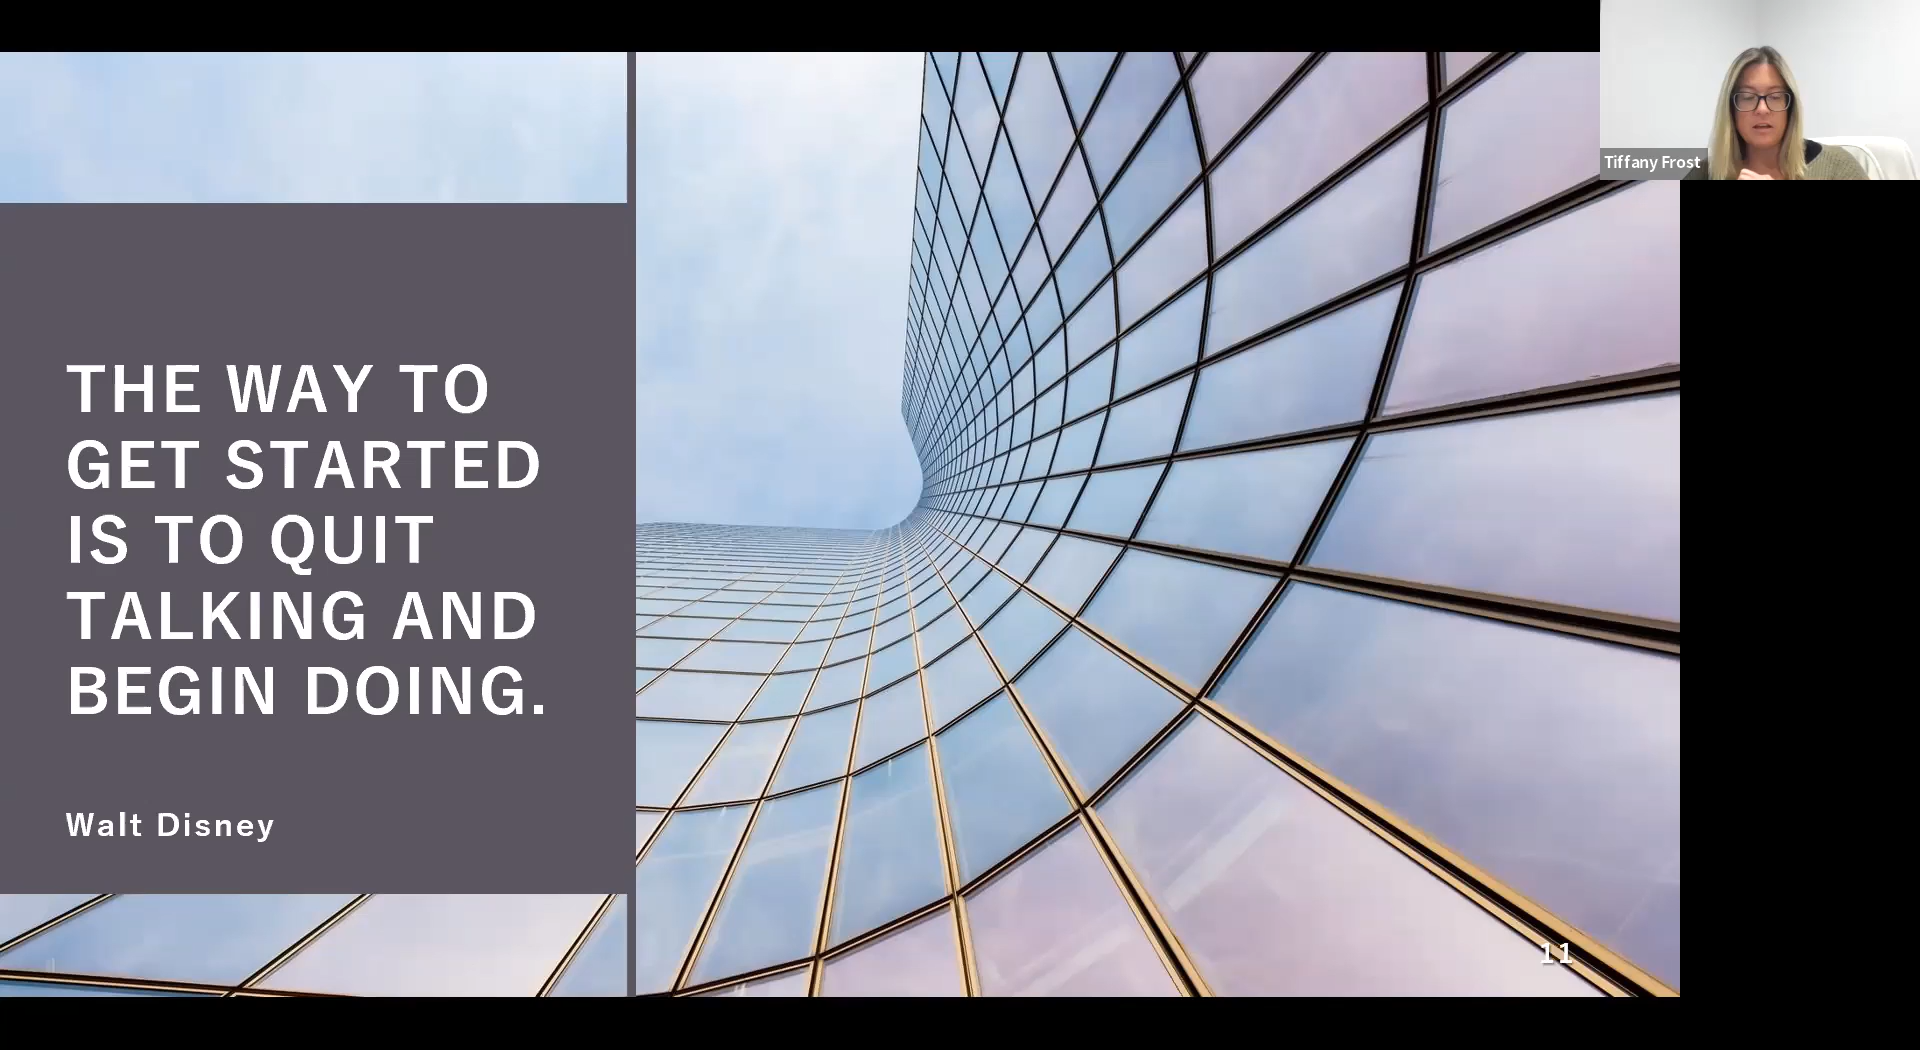 THE WAY TO
GET STARTED
IS TO QUIT
TALKING AND
BEGIN DOING.
Walt Disney
Tiffany Frost
11